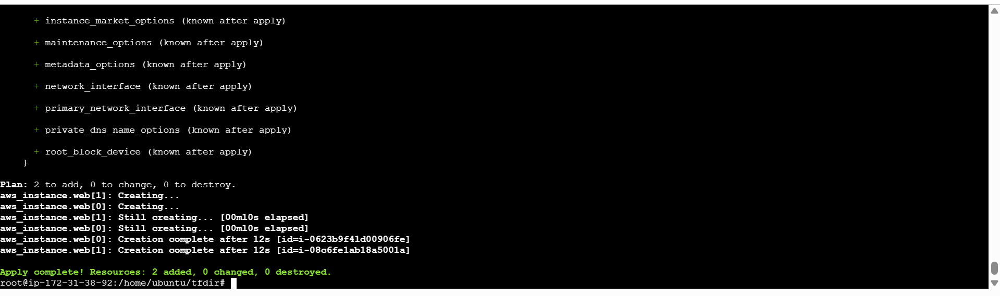 + instance_market_options (known after apply)
+ maintenance_options (known after apply)
+ metadata_options (known after apply)
+ network_interface (known after apply)
+ primary_network_interface (known after apply)
+ private_dns_name_options (known after apply)
+ root_block_device (known after apply)
}
Plan: 2 to add, 0 to change, 0 to destroy.
aws_instance.web[1]: Creating...
aws_instance.web[0]: Creating...
aws_instance.web[1]: Still creating... [00m10s elapsed]
aws_instance.web[0]: Still creating... [00m10s elapsed]
aws_instance.web[0]: Creation complete after 12s [id=i-0623b9f41d00906fe]
aws_instance.web[1]: Creation complete after 12s [id=i-08c6fe1ab18a5001a]
Apply complete! Resources: 2 added, 0 changed, 0 destroyed.
root@ip-172-31-38-92:/home/ubuntu/tfdir#